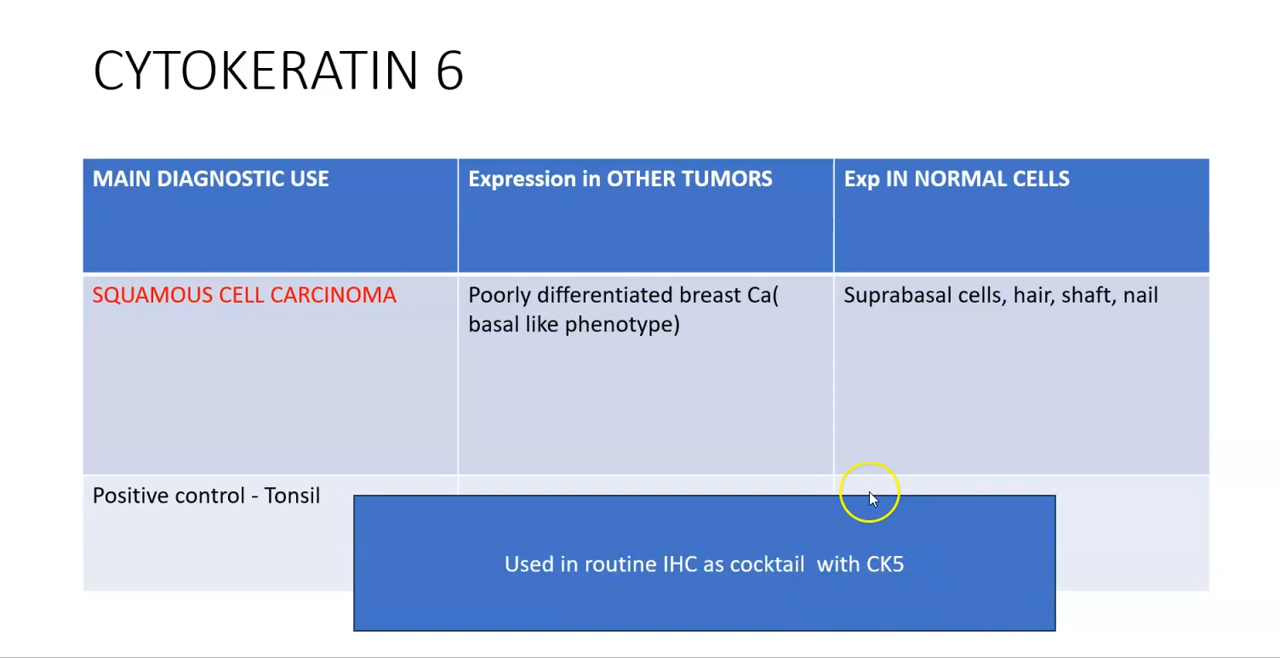 CYTOKERATIN 6
MAIN DIAGNOSTIC USE
Expression in OTHER TUMORS
Exp IN NORMAL CELLS
SQUAMOUS CELL CARCINOMA
Poorly differentiated breast Ca(
basal like phenotype)
Suprabasal cells, hair, shaft, nail
Positive control - Tonsil
Used in routine IHC as cocktail  with CK5